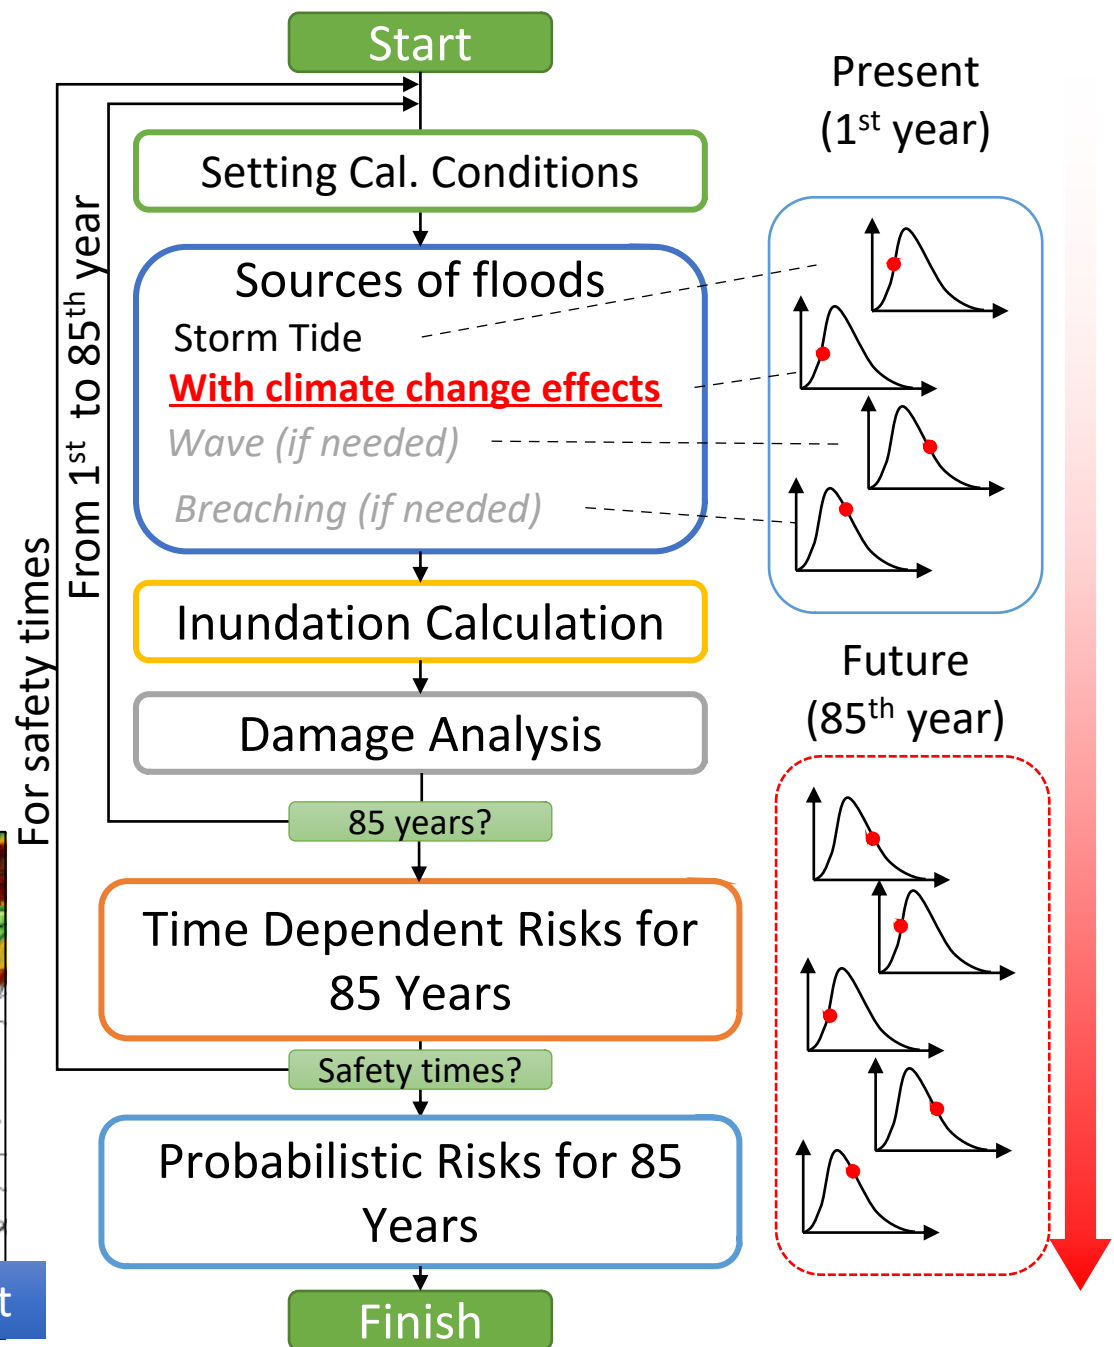 Start
Present
(1st year)
Setting Cal. Conditions
Sources of floods
Storm Tide
With climate change effects
Wave (if needed)
Breaching (if needed)
From 1st to 85th year
For safety times
Inundation Calculation
Future
(85th year)
Damage Analysis
85 years?
Time Dependent Risks for
85 Years
Safety times?
Probabilistic Risks for 85
Years
t
Finish